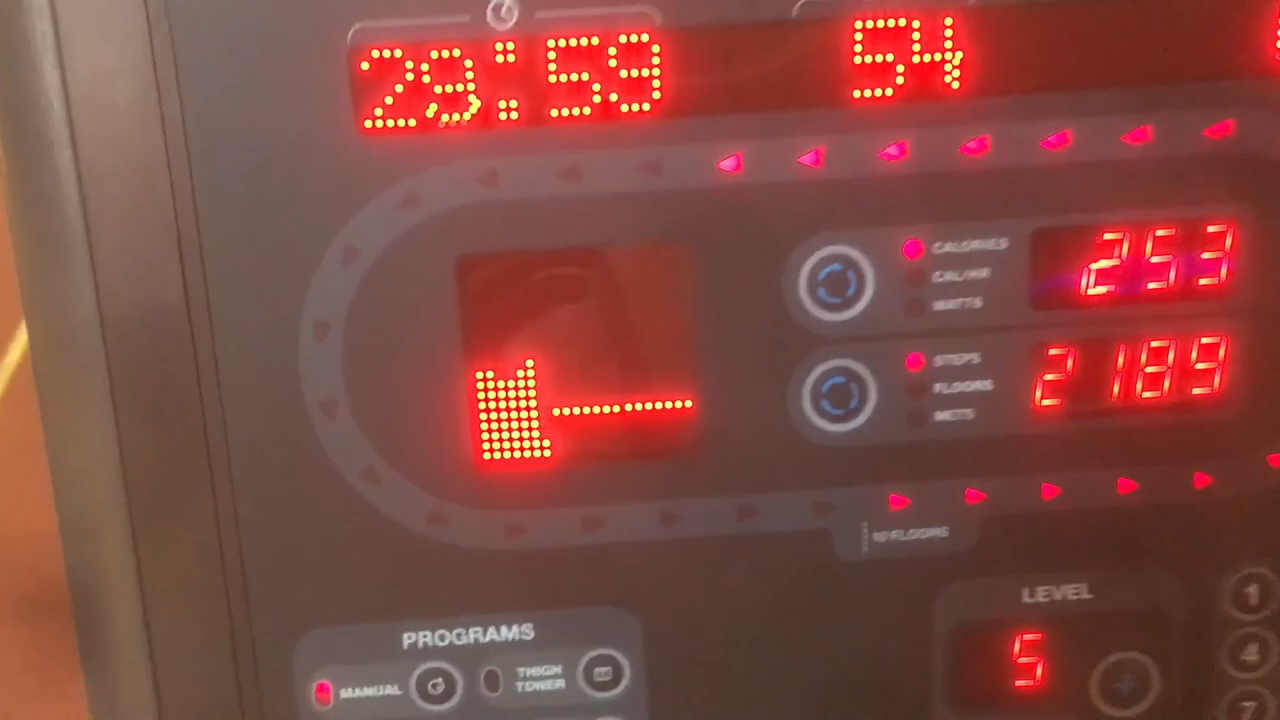 29:59 54
CALORIES 253
CAL/HR
WATTS
STEPS 2189
FLOORS
METS
10 FLOORS
LEVEL
1
5
4
7
PROGRAMS
MANUAL
THIGH
TOWER